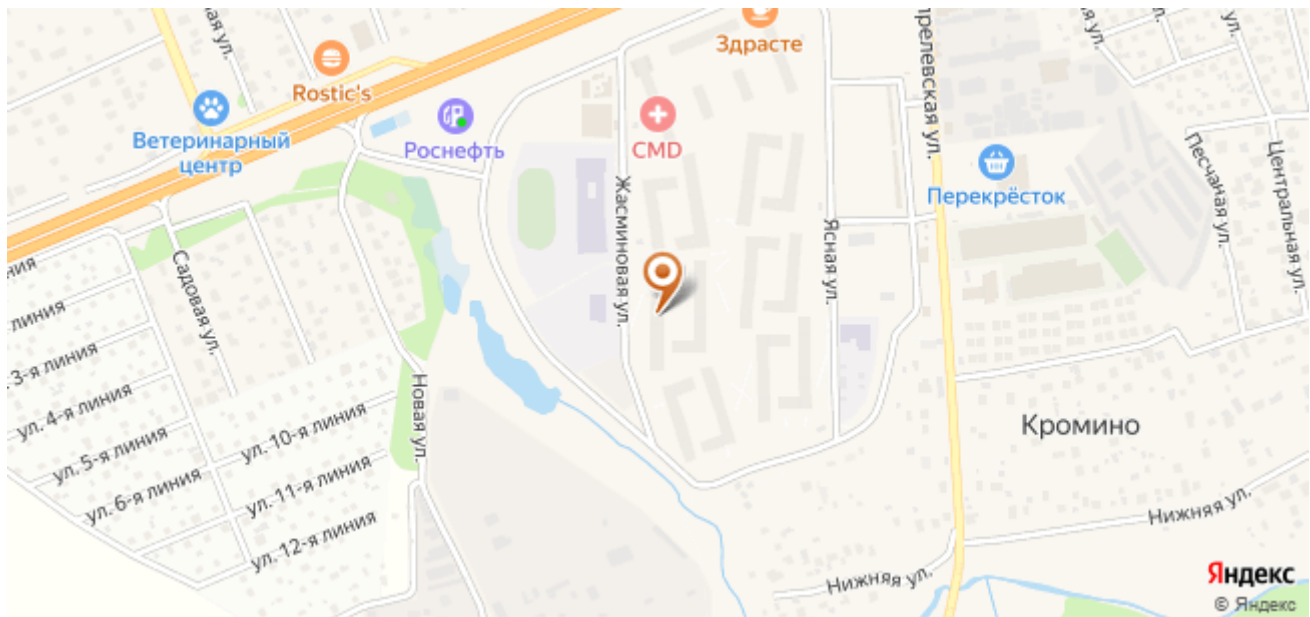 Здрасте
Rostic's
Ветеринарный
центр
Роснефть
CMD
Перекрёсток
Жасминовая ул.
Ясная ул.
Песчаная ул.
Центральная ул.
Садовая ул.
линия
3-я линия
ул. 4-я линия
ул. 5-я линия
ул. 6-я линия
ул. 10-я линия
ул. 11-я линия
ул. 12-я линия
Новая ул.
Кромино
Нижняя ул.
Нижняя ул.
Яндекс
© Яндекс